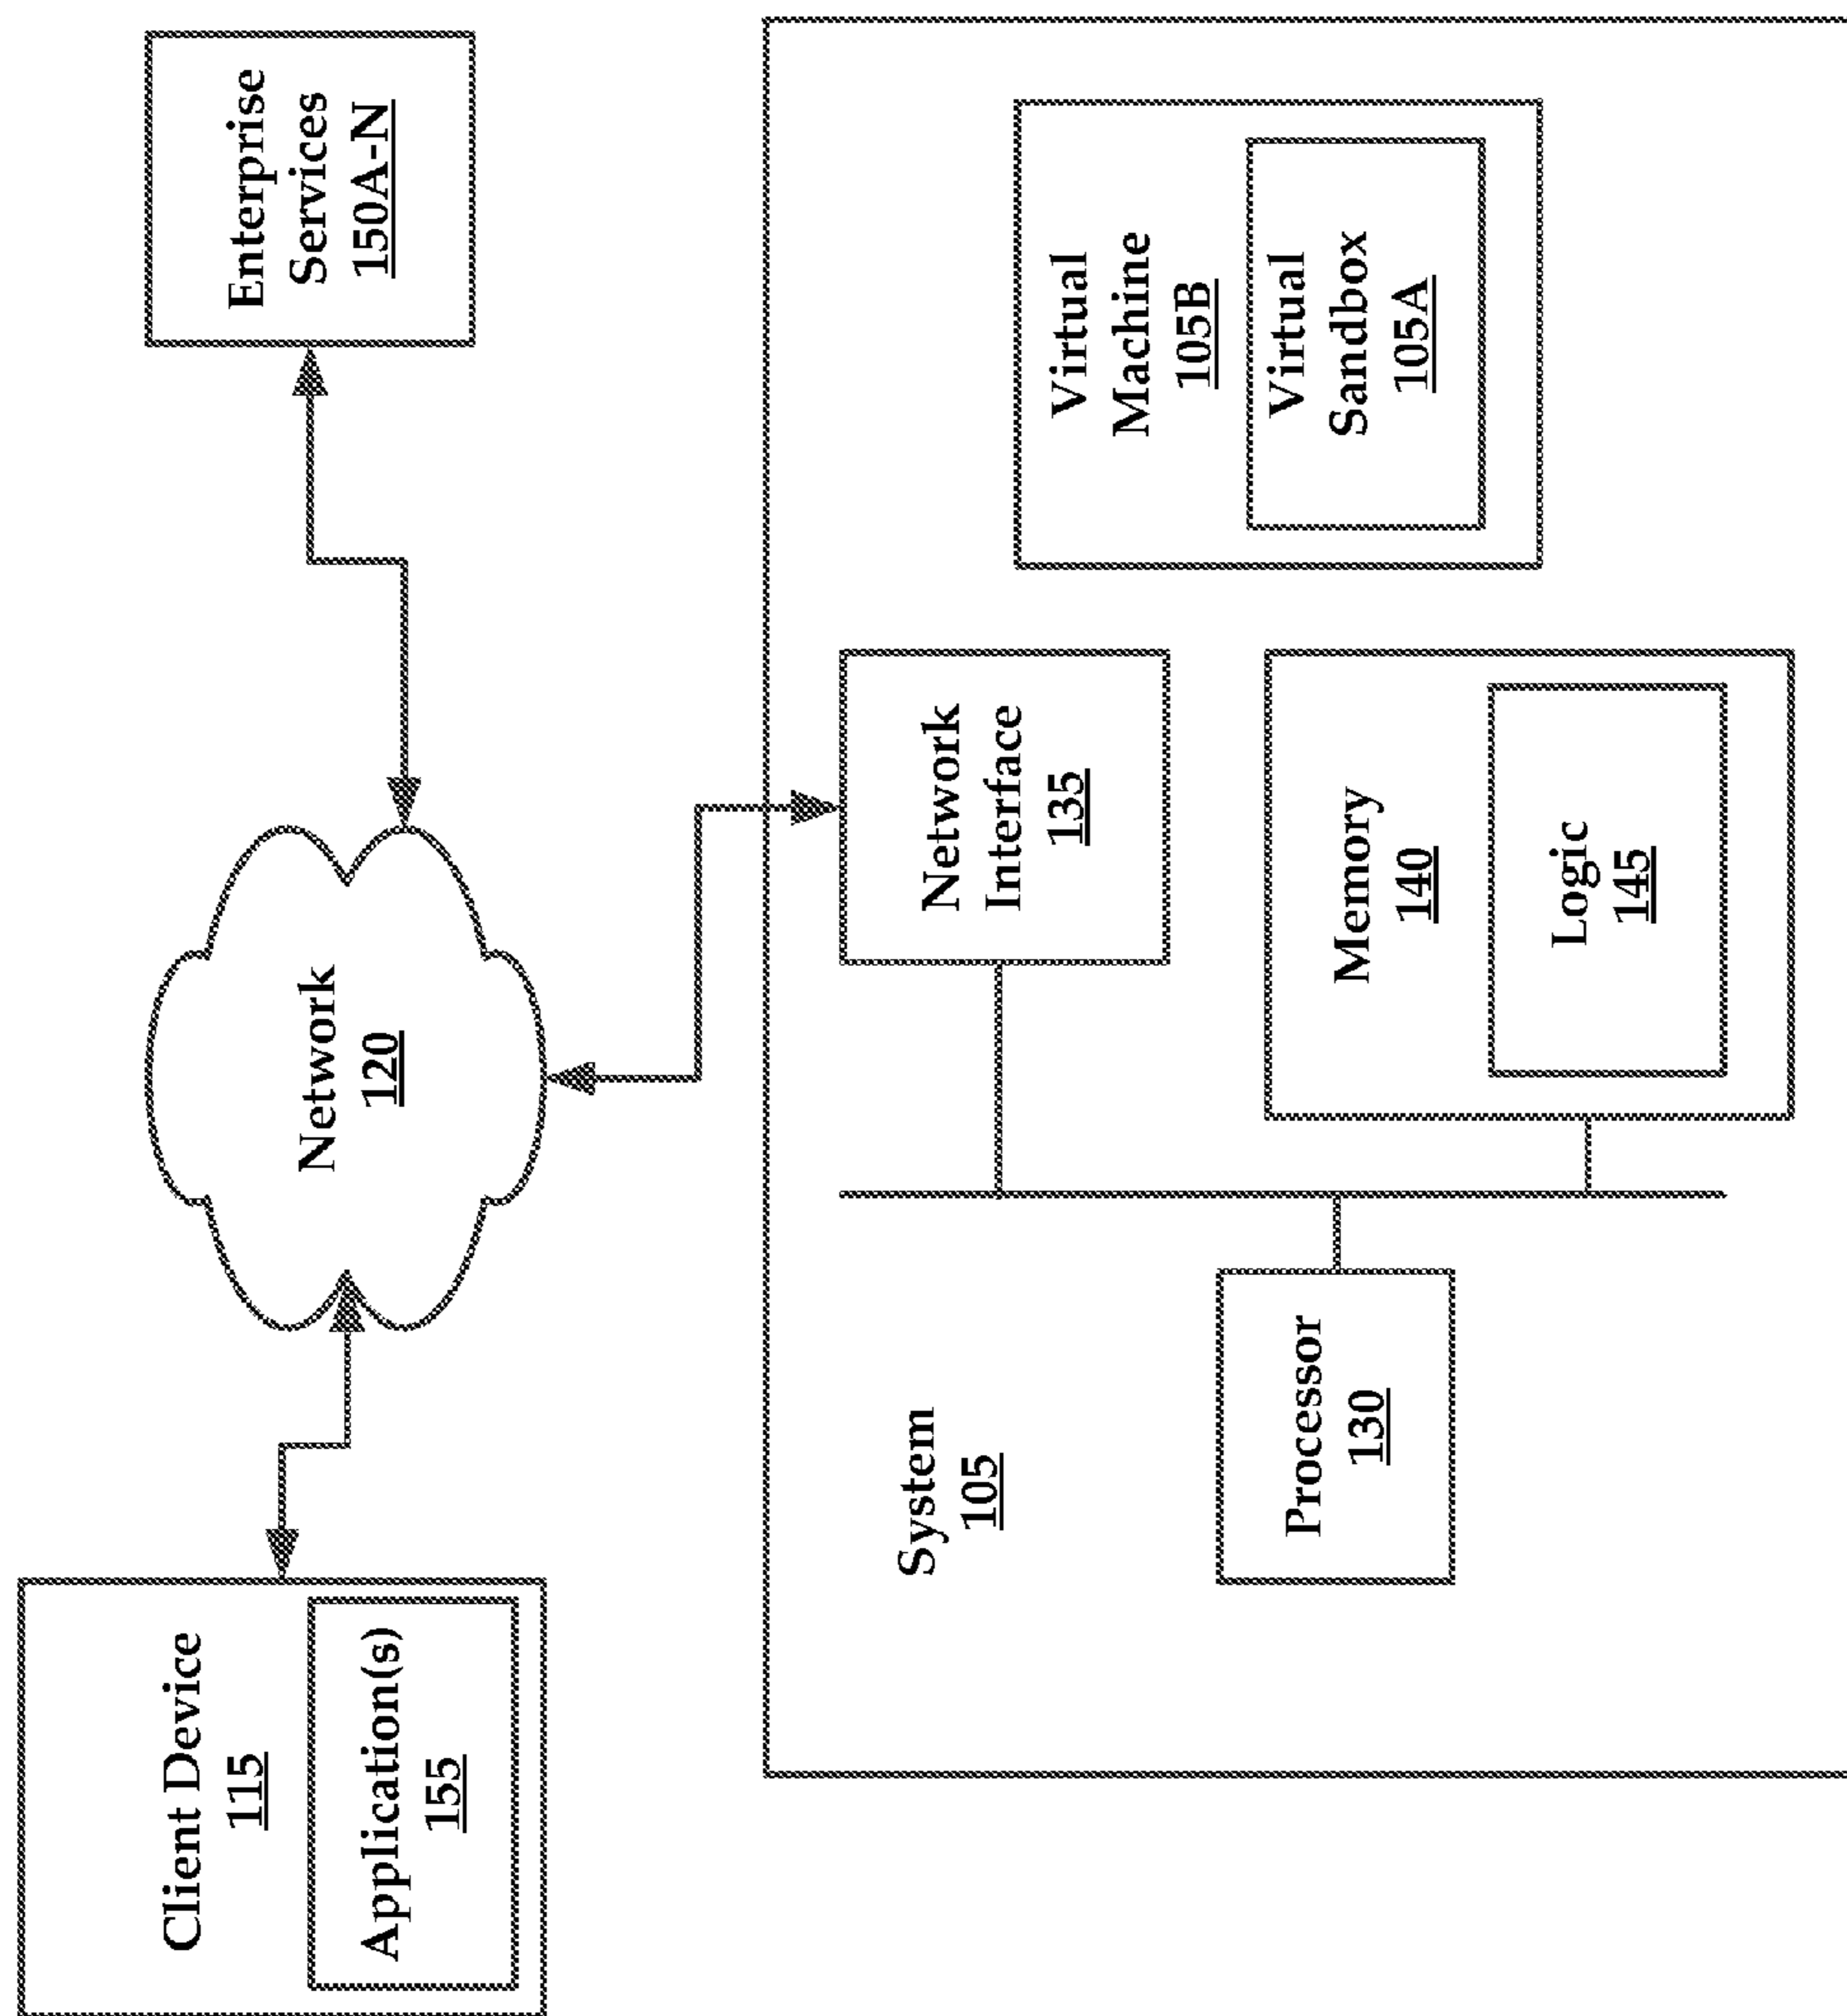 Client Device
115
Application(s)
155
Network
120
Enterprise
Services
150A-N
System
105
Processor
130
Network
Interface
135
Memory
140
Logic
145
Virtual
Machine
105B
Virtual
Sandbox
105A